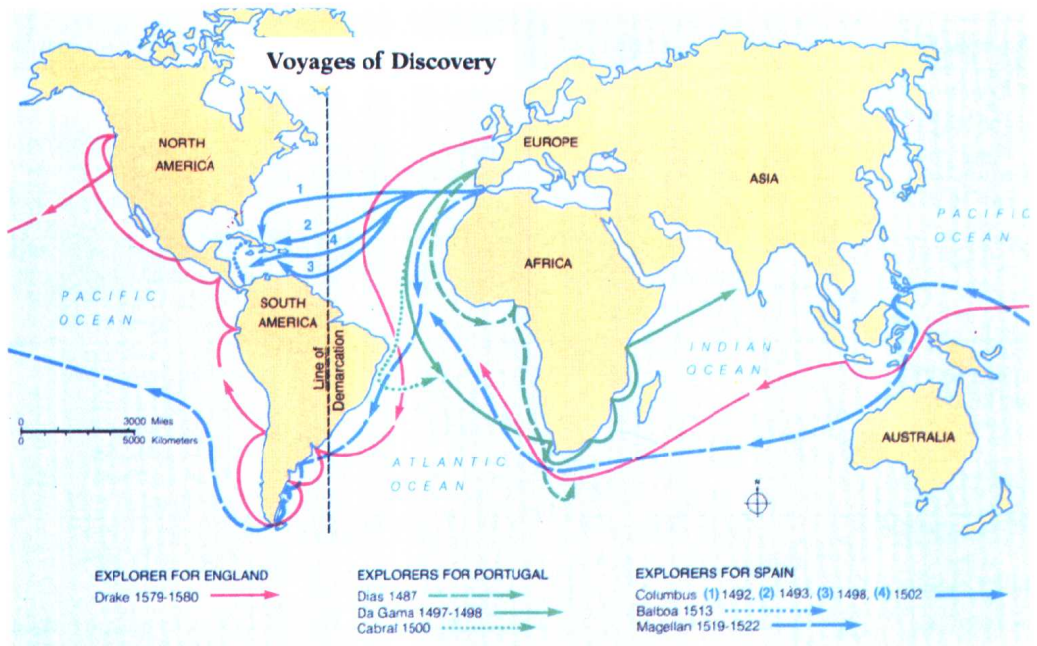 Voyages of Discovery
NORTH
AMERICA
EUROPE
ASIA
PACIFIC
OCEAN
1
2
4
3
AFRICA
PACIFIC
OCEAN
SOUTH
AMERICA
Line of
Demarcation
INDIAN
OCEAN
0 3000 Miles
0 5000 Kilometers
AUSTRALIA
ATLANTIC
OCEAN
N
EXPLORER FOR ENGLAND
Drake 1579-1580
EXPLORERS FOR PORTUGAL
Dias 1487
Da Gama 1497-1498
Cabral 1500
EXPLORERS FOR SPAIN
Columbus (1) 1492, (2) 1493, (3) 1498, (4) 1502
Balboa 1513
Magellan 1519-1522